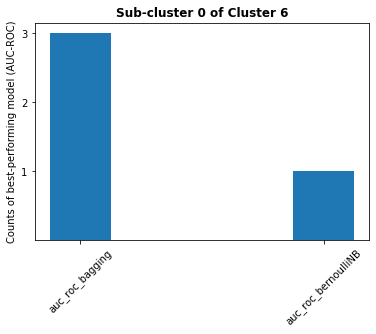 Sub-cluster 0 of Cluster 6
Counts of best-performing model (AUC-ROC)
3
2
1
auc_roc_bagging
auc_roc_bernoulliNB